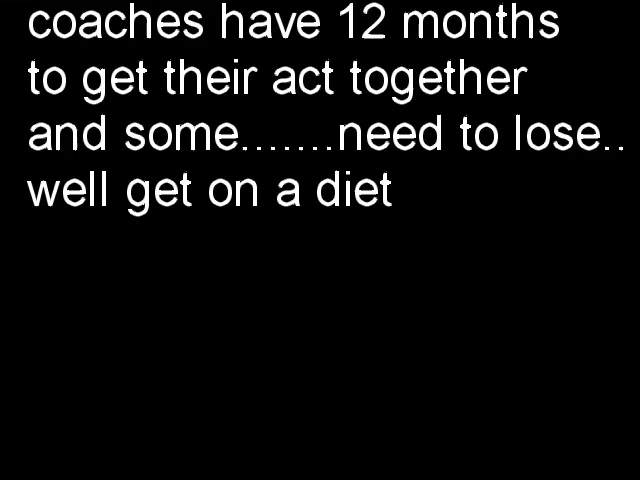 coaches have 12 months
to get their act together
and some.......need to lose..
well get on a diet